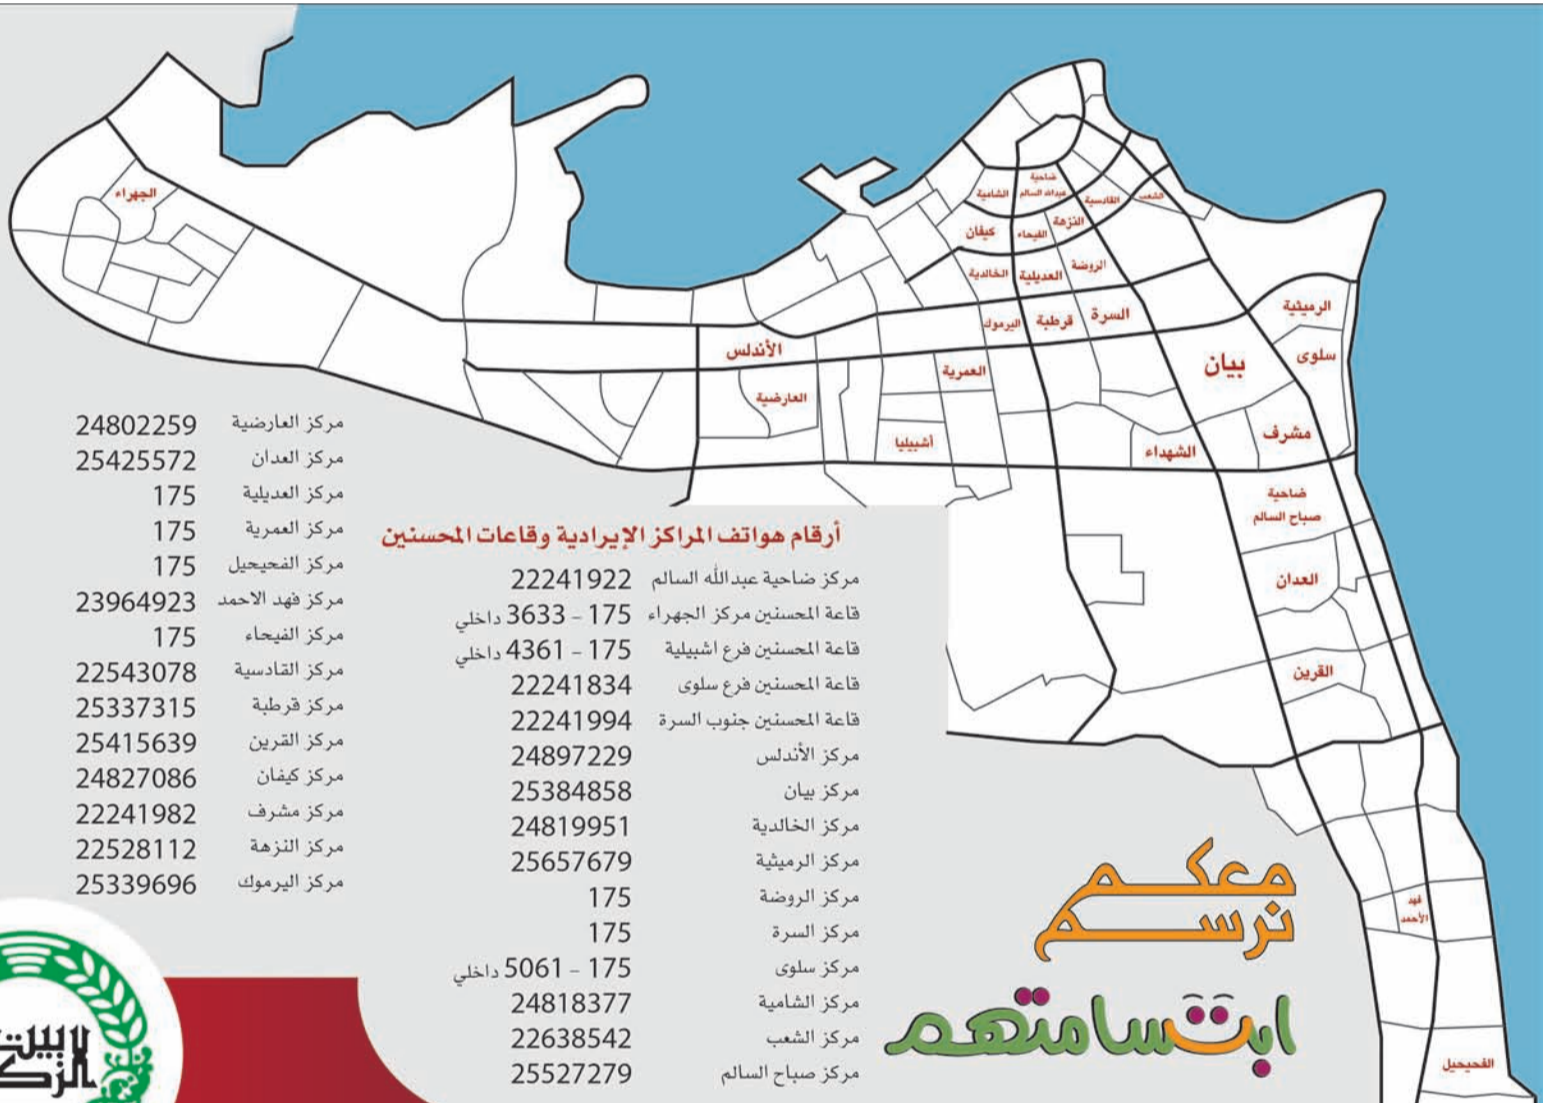 الجهراء
ضاحية
عبدالله السالم
الشامية
القادسية
الشعب
النزهة
الفيحاء
كيفان
الروضة
العديلية
الخالدية
السرة
قرطبة
اليرموك
الرميثية
سلوى
بيان
الأندلس
العمرية
العارضية
أشبيليا
الشهداء
مشرف
ضاحية
صباح السالم
العدان
القرين
فهد
الأحمد
الفحيحيل
أرقام هواتف المراكز الإيرادية وقاعات المحسنين
مركز ضاحية عبدالله السالم 22241922
قاعة المحسنين مركز الجهراء 175 - 3633 داخلي
قاعة المحسنين فرع اشبيلية 175 - 4361 داخلي
قاعة المحسنين فرع سلوى 22241834
قاعة المحسنين جنوب السرة 22241994
مركز الأندلس 24897229
مركز بيان 25384858
مركز الخالدية 24819951
مركز الرميثية 25657679
مركز الروضة 175
مركز السرة 175
مركز سلوى 175 - 5061 داخلي
مركز الشامية 24818377
مركز الشعب 22638542
مركز صباح السالم 25527279
مركز العارضية 24802259
مركز العدان 25425572
مركز العديلية 175
مركز العمرية 175
مركز الفحيحيل 175
مركز فهد الاحمد 23964923
مركز الفيحاء 175
مركز القادسية 22543078
مركز قرطبة 25337315
مركز القرين 25415639
مركز كيفان 24827086
مركز مشرف 22241982
مركز النزهة 22528112
مركز اليرموك 25339696
معكم
نرسم
ابتسامتهم
بيت